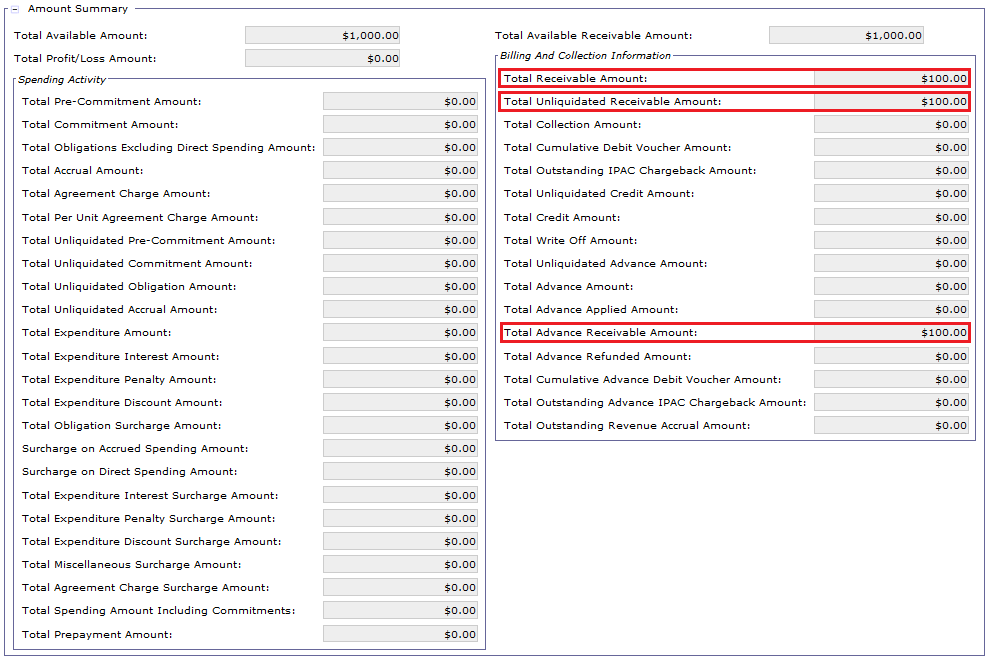 Amount Summary
Total Available Amount: $1,000.00
Total Profit/Loss Amount: $0.00
Spending Activity
Total Pre-Commitment Amount: $0.00
Total Commitment Amount: $0.00
Total Obligations Excluding Direct Spending Amount: $0.00
Total Accrual Amount: $0.00
Total Agreement Charge Amount: $0.00
Total Per Unit Agreement Charge Amount: $0.00
Total Unliquidated Pre-Commitment Amount: $0.00
Total Unliquidated Commitment Amount: $0.00
Total Unliquidated Obligation Amount: $0.00
Total Unliquidated Accrual Amount: $0.00
Total Expenditure Amount: $0.00
Total Expenditure Interest Amount: $0.00
Total Expenditure Penalty Amount: $0.00
Total Expenditure Discount Amount: $0.00
Total Obligation Surcharge Amount: $0.00
Surcharge on Accrued Spending Amount: $0.00
Surcharge on Direct Spending Amount: $0.00
Total Expenditure Interest Surcharge Amount: $0.00
Total Expenditure Penalty Surcharge Amount: $0.00
Total Expenditure Discount Surcharge Amount: $0.00
Total Miscellaneous Surcharge Amount: $0.00
Total Agreement Charge Surcharge Amount: $0.00
Total Spending Amount Including Commitments: $0.00
Total Prepayment Amount: $0.00
Total Available Receivable Amount: $1,000.00
Billing And Collection Information
Total Receivable Amount: $100.00
Total Unliquidated Receivable Amount: $100.00
Total Collection Amount: $0.00
Total Cumulative Debit Voucher Amount: $0.00
Total Outstanding IPAC Chargeback Amount: $0.00
Total Unliquidated Credit Amount: $0.00
Total Credit Amount: $0.00
Total Write Off Amount: $0.00
Total Unliquidated Advance Amount: $0.00
Total Advance Amount: $0.00
Total Advance Applied Amount: $0.00
Total Advance Receivable Amount: $100.00
Total Advance Refunded Amount: $0.00
Total Cumulative Advance Debit Voucher Amount: $0.00
Total Outstanding Advance IPAC Chargeback Amount: $0.00
Total Outstanding Revenue Accrual Amount: $0.00